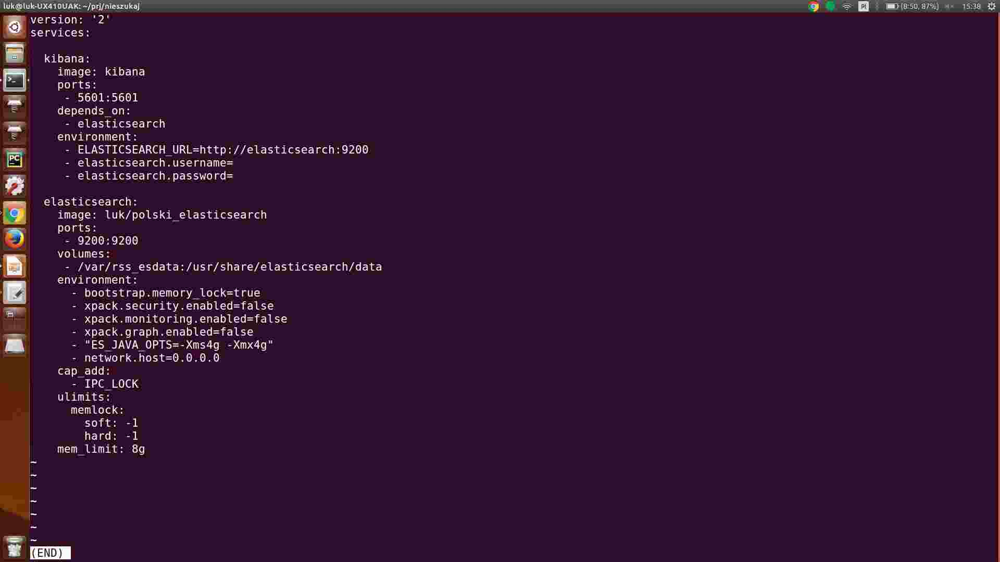 luk@luk-UX410UAK: ~/prj/nieszukaj
Pl
(8:50, 87%)
15:38
version: '2'
services:
  kibana:
    image: kibana
    ports:
     - 5601:5601
    depends_on:
     - elasticsearch
    environment:
     - ELASTICSEARCH_URL=http://elasticsearch:9200
     - elasticsearch.username=
     - elasticsearch.password=
  elasticsearch:
    image: luk/polski_elasticsearch
    ports:
     - 9200:9200
    volumes:
     - /var/rss_esdata:/usr/share/elasticsearch/data
    environment:
      - bootstrap.memory_lock=true
      - xpack.security.enabled=false
      - xpack.monitoring.enabled=false
      - xpack.graph.enabled=false
      - "ES_JAVA_OPTS=-Xms4g -Xmx4g"
      - network.host=0.0.0.0
    cap_add:
      - IPC_LOCK
    ulimits:
      memlock:
        soft: -1
        hard: -1
    mem_limit: 8g
~
~
~
~
~
~
~
(END)
PC